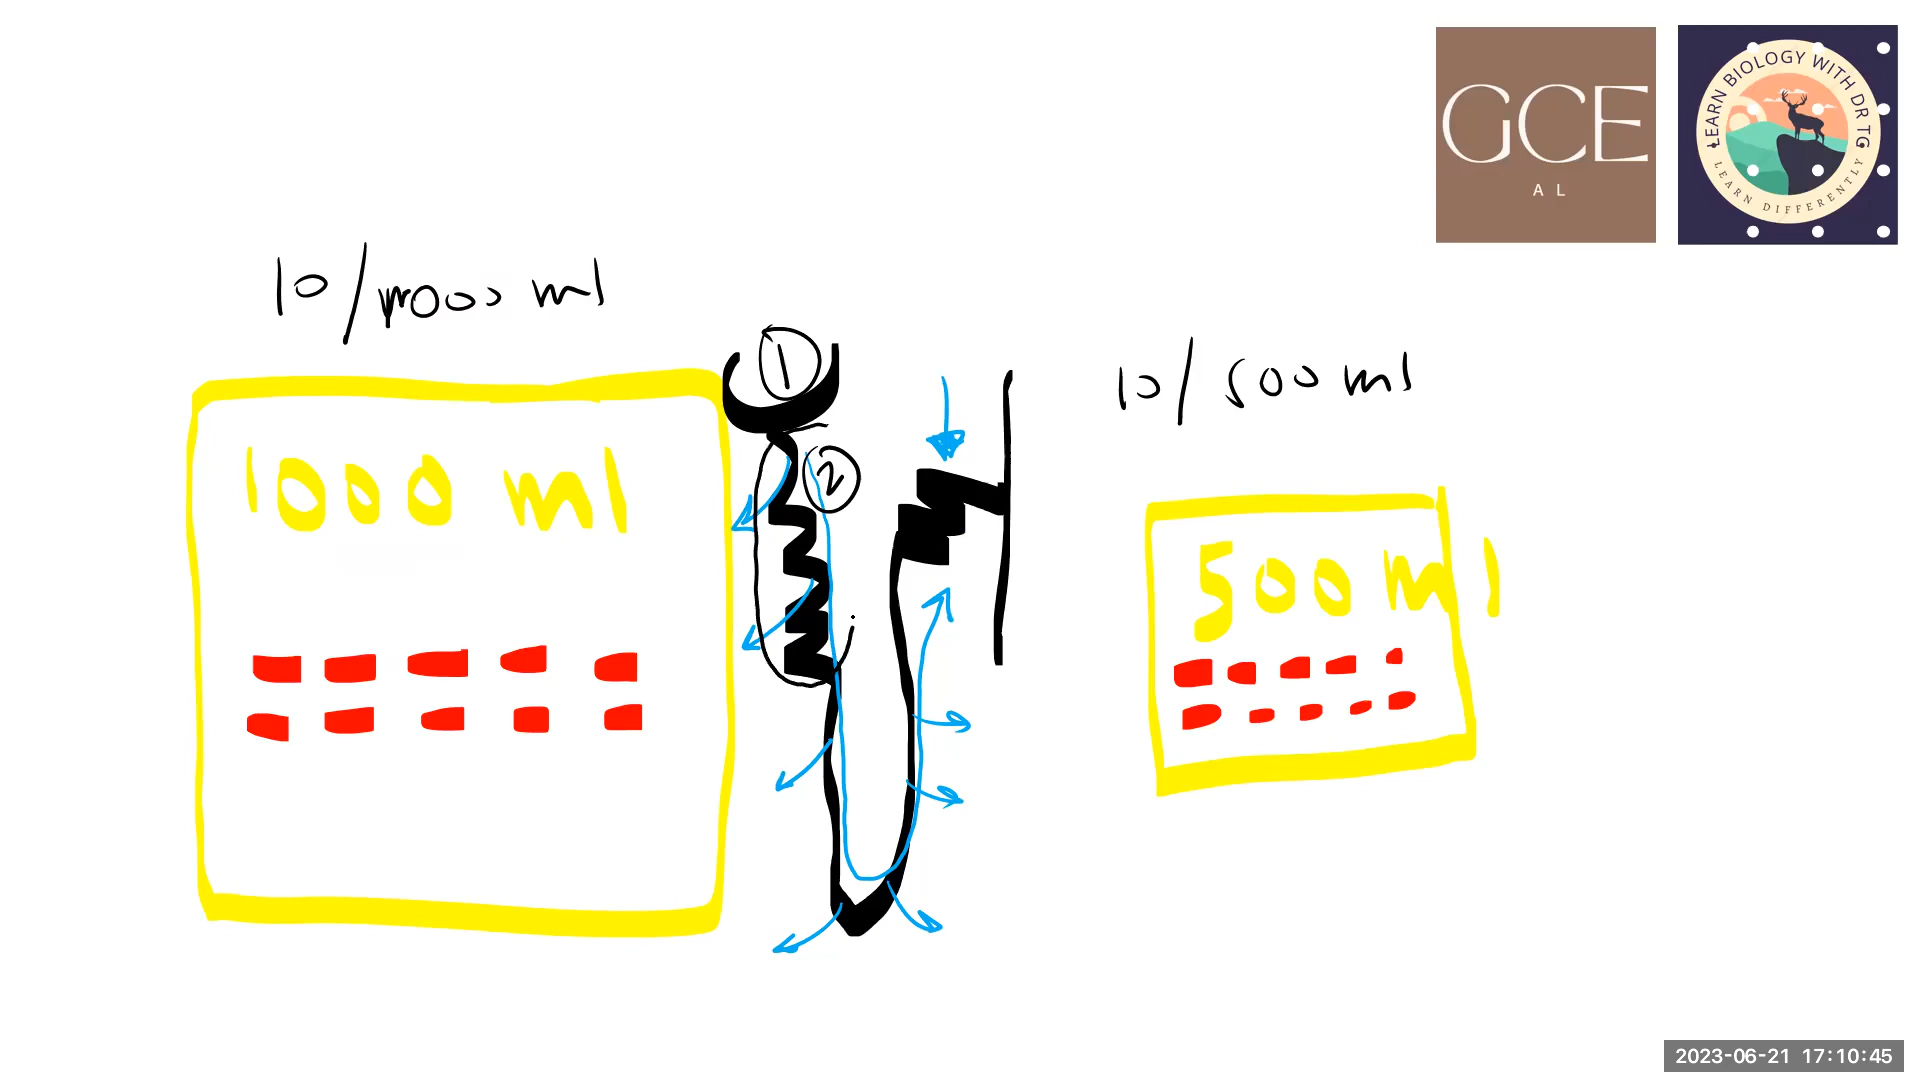 GCE
AL
LEARN BIOLOGY WITH DR TG
LEARN DIFFERENTLY
10/1000 ml
1
10/500 ml
1000 ml
2
500 ml
2023-06-21 17:10:45